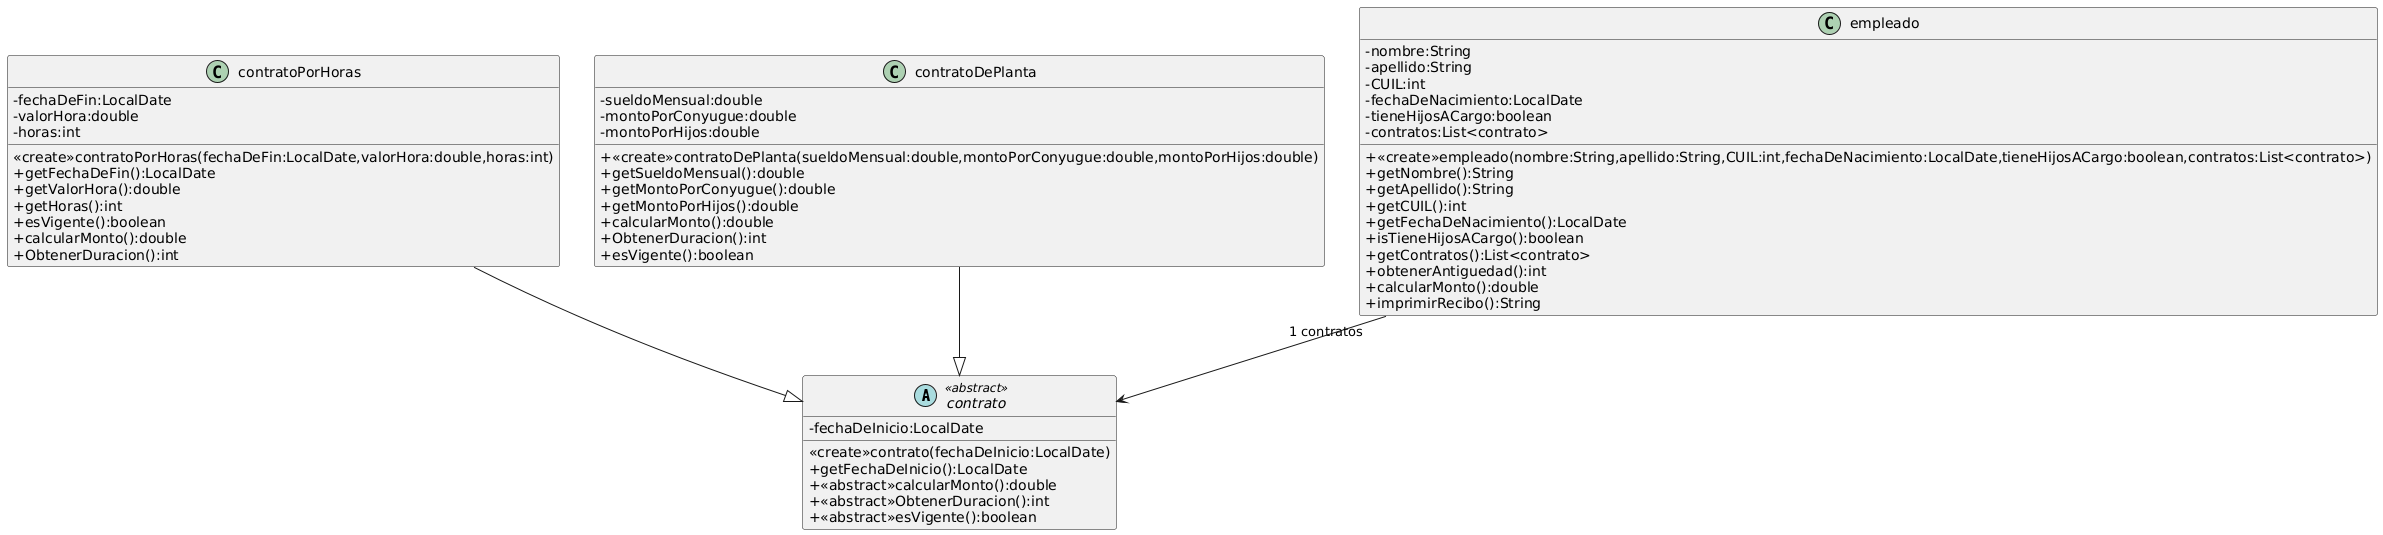 C contratoPorHoras
-fechaDeFin:LocalDate
-valorHora:double
-horas:int
«create»contratoPorHoras(fechaDeFin:LocalDate,valorHora:double,horas:int)
+getFechaDeFin():LocalDate
+getValorHora():double
+getHoras():int
+esVigente():boolean
+calcularMonto():double
+ObtenerDuracion():int
C contratoDePlanta
-sueldoMensual:double
-montoPorConyugue:double
-montoPorHijos:double
+«create»contratoDePlanta(sueldoMensual:double,montoPorConyugue:double,montoPorHijos:double)
+getSueldoMensual():double
+getMontoPorConyugue():double
+getMontoPorHijos():double
+calcularMonto():double
+ObtenerDuracion():int
+esVigente():boolean
C empleado
-nombre:String
-apellido:String
-CUIL:int
-fechaDeNacimiento:LocalDate
-tieneHijosACargo:boolean
-contratos:List<contrato>
+«create»empleado(nombre:String,apellido:String,CUIL:int,fechaDeNacimiento:LocalDate,tieneHijosACargo:boolean,contratos:List<contrato>)
+getNombre():String
+getApellido():String
+getCUIL():int
+getFechaDeNacimiento():LocalDate
+isTieneHijosACargo():boolean
+getContratos():List<contrato>
+obtenerAntiguedad():int
+calcularMonto():double
+imprimirRecibo():String
1 contratos
A «abstract»
contrato
-fechaDeInicio:LocalDate
«create»contrato(fechaDeInicio:LocalDate)
+getFechaDeInicio():LocalDate
+«abstract»calcularMonto():double
+«abstract»ObtenerDuracion():int
+«abstract»esVigente():boolean